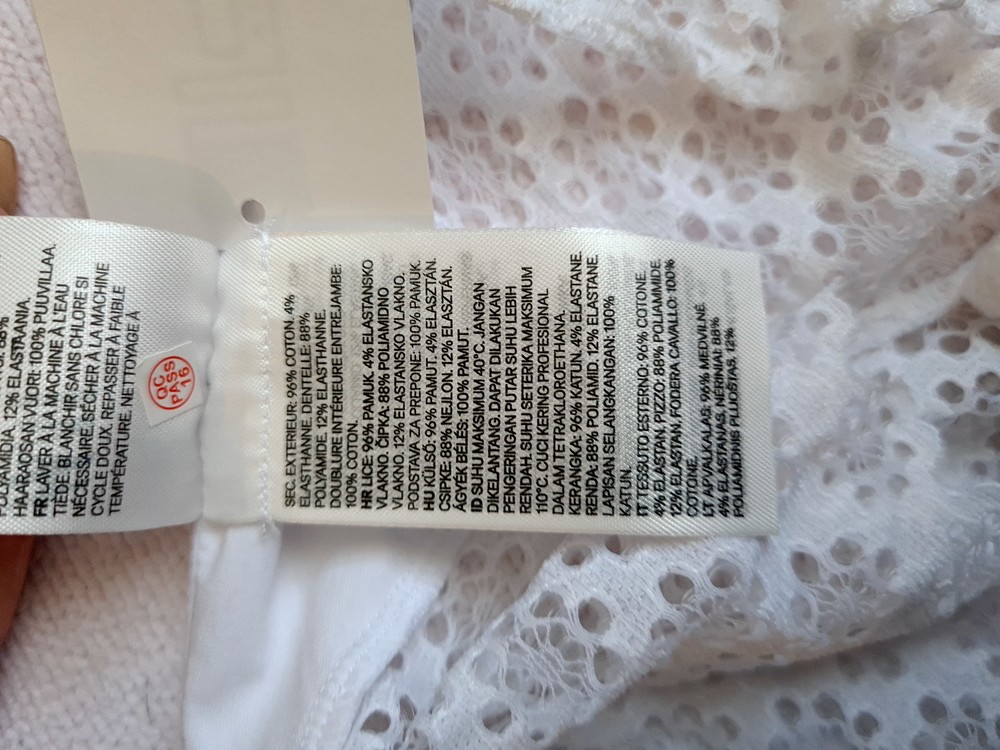 12% ELASTAANIA,
HAARAOSAN VUORI: 100% PUUVILLAA.
FR LAVER À LA MACHINE À L'EAU
TIÈDE. BLANCHIR SANS CHLORE SI
NÉCESSAIRE. SÉCHER À LA MACHINE
CYCLE DOUX. REPASSER À FAIBLE
TEMPÉRATURE. NETTOYAGE À
QC
PASS
16
SEC. EXTERIEUR: 96% COTON, 4%
ELASTHANNE. DENTELLE: 88%
POLYAMIDE, 12% ELASTHANNE.
DOUBLURE INTÉRIEURE ENTREJAMBE:
100% COTON.
HR LICE: 96% PAMUK, 4% ELASTANSKO
VLAKNO. ČIPKA: 88% POLIAMIDNO
VLAKNO, 12% ELASTANSKO VLAKNO.
PODSTAVA ZA PREPONE: 100% PAMUK.
HU KÜLSŐ: 96% PAMUT, 4% ELASZTÁN.
CSIPKE: 88% NEJLON, 12% ELASZTÁN.
ÁGYÉK BÉLÉS: 100% PAMUT.
ID SUHU MAKSIMUM 40°C. JANGAN
DIKELANTANG. DAPAT DILAKUKAN
PENGERINGAN PUTAR SUHU LEBIH
RENDAH. SUHU SETERIKA MAKSIMUM
110°C. CUCI KERING PROFESIONAL
DALAM TETRAKLOROETHANA.
KERANGKA: 96% KATUN, 4% ELASTANE.
RENDA: 88% POLIAMID, 12% ELASTANE.
LAPISAN SELANGKANGAN: 100%
KATUN.
IT TESSUTO ESTERNO: 96% COTONE,
4% ELASTAN. PIZZO: 88% POLIAMMIDE,
12% ELASTAN. FODERA CAVALLO: 100%
COTONE.
LT APVALKALAS: 96% MEDVILNĖ,
4% ELASTANAS. NĖRINIAI: 88%
POLIAMIDINIS PLUOŠTAS, 12%